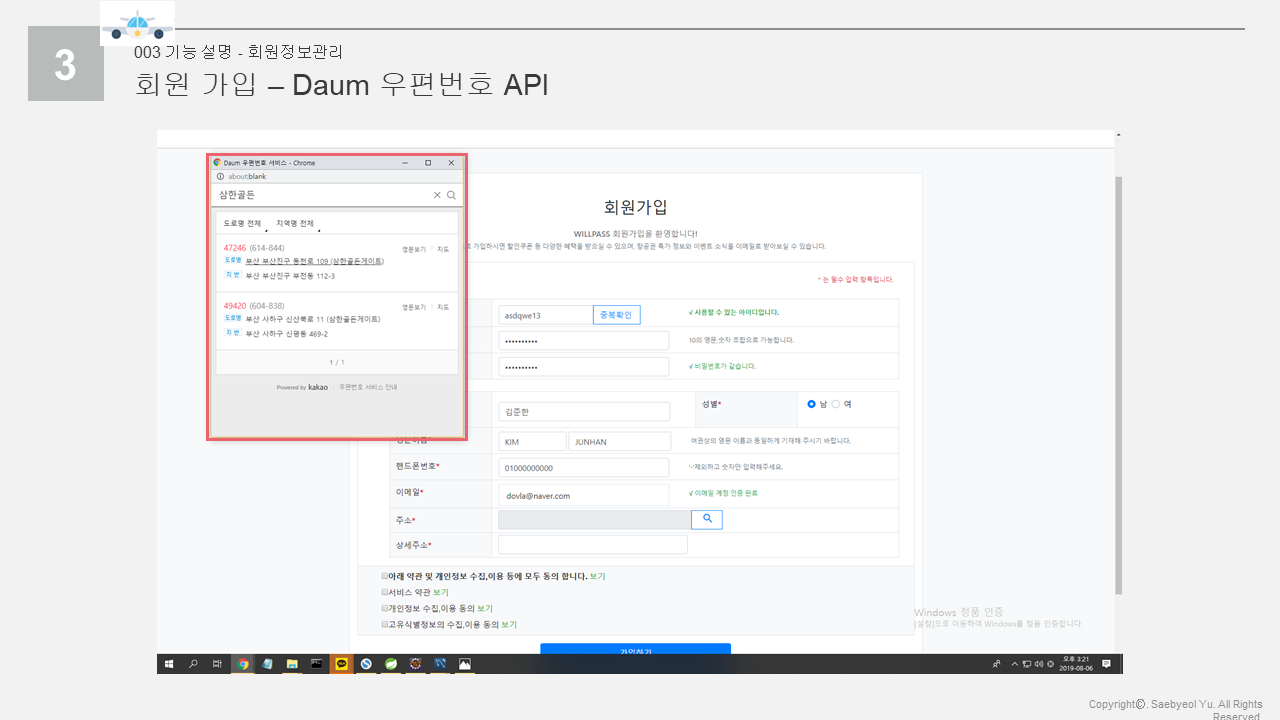 3
003 기능 설명 - 회원정보관리
회원 가입 – Daum 우편번호 API
Daum 우편번호 서비스 - Chrome
about:blank
삼한골든
도로명 전체 지역명 전체
47246 (614-844) 영문보기 지도
도로명 부산 부산진구 동천로 109 (삼한골든게이트)
지 번 부산 부산진구 부전동 112-3
49420 (604-838) 영문보기 지도
도로명 부산 사하구 신산북로 11 (삼한골든게이트)
지 번 부산 사하구 신평동 469-2
1 / 1
Powered by kakao 우편번호 서비스 안내
회원가입
WILLPASS 회원가입을 환영합니다!
로 가입하시면 할인쿠폰 등 다양한 혜택을 받으실 수 있으며, 항공권 특가 정보와 이벤트 소식을 이메일로 받아보실 수 있습니다.
* 는 필수 입력 항목입니다.
asdqwe13 중복확인 √ 사용할 수 있는 아이디입니다.
•••••••••• 10의 영문,숫자 조합으로 가능합니다.
•••••••••• √ 비밀번호가 같습니다.
김준한 성별* 남 여
KIM JUNHAN 여권상의 영문 이름과 동일하게 기재해 주시기 바랍니다.
핸드폰번호* 01000000000 '-'제외하고 숫자만 입력해주세요.
이메일* dovla@naver.com √ 이메일 계정 인증 완료
주소*
상세주소*
아래 약관 및 개인정보 수집,이용 등에 모두 동의 합니다. 보기
서비스 약관 보기
개인정보 수집,이용 동의 보기
고유식별정보의 수집,이용 동의 보기
Windows 정품 인증
[설정]으로 이동하여 Windows를 정품 인증합니다.
가입하기
오후 3:21
2019-08-06
Copyright©. Saebyeol Yu. All Rights
Reserved.